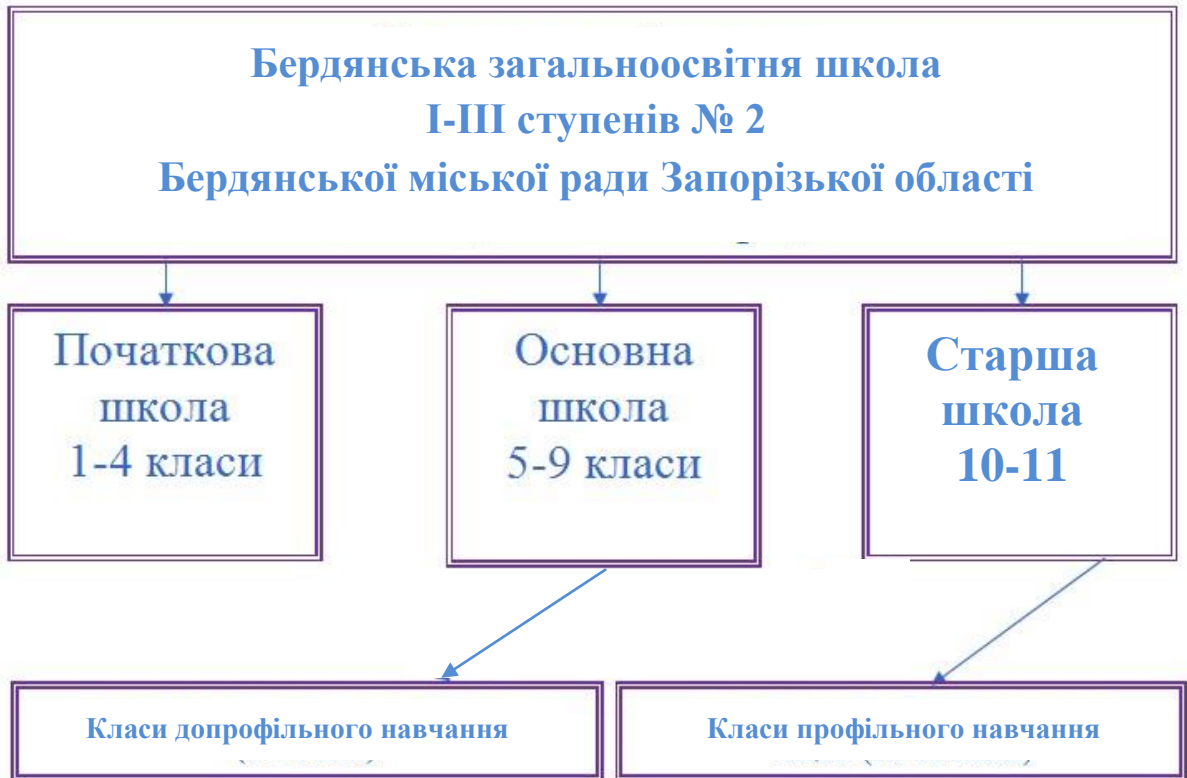 Бердянська загальноосвітня школа
І-ІІІ ступенів № 2
Бердянської міської ради Запорізької області
Початкова
школа
1-4 класи
Основна
школа
5-9 класи
Старша
школа
10-11
Класи допрофільного навчання
Класи профільного навчання